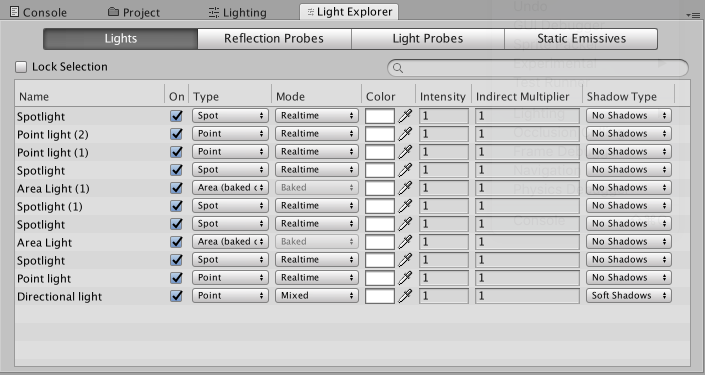 Console Project Lighting Light Explorer
Lights Reflection Probes Light Probes Static Emissives
Lock Selection
Name On Type Mode Color Intensity Indirect Multiplier Shadow Type
Spotlight Spot Realtime 1 1 No Shadows
Point light (2) Point Realtime 1 1 No Shadows
Point light (1) Point Realtime 1 1 No Shadows
Spotlight Spot Realtime 1 1 No Shadows
Area Light (1) Area (baked Baked 1 1 No Shadows
Spotlight (1) Spot Realtime 1 1 No Shadows
Spotlight Spot Realtime 1 1 No Shadows
Area Light Area (baked Baked 1 1 No Shadows
Spotlight Spot Realtime 1 1 No Shadows
Point light Point Realtime 1 1 No Shadows
Directional light Point Mixed 1 1 Soft Shadows